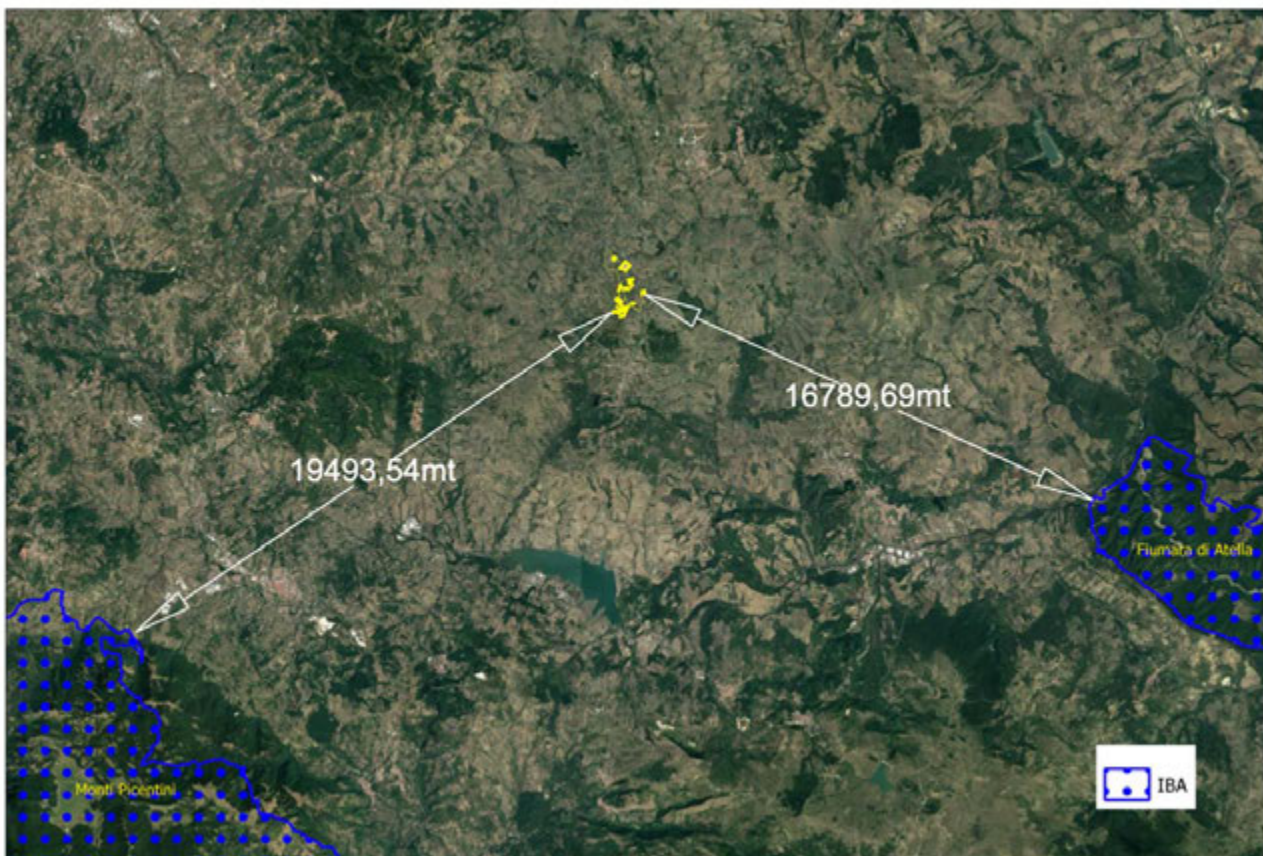 16789,69mt
19493,54mt
Fiumara di Atella
Monti Picentini
IBA